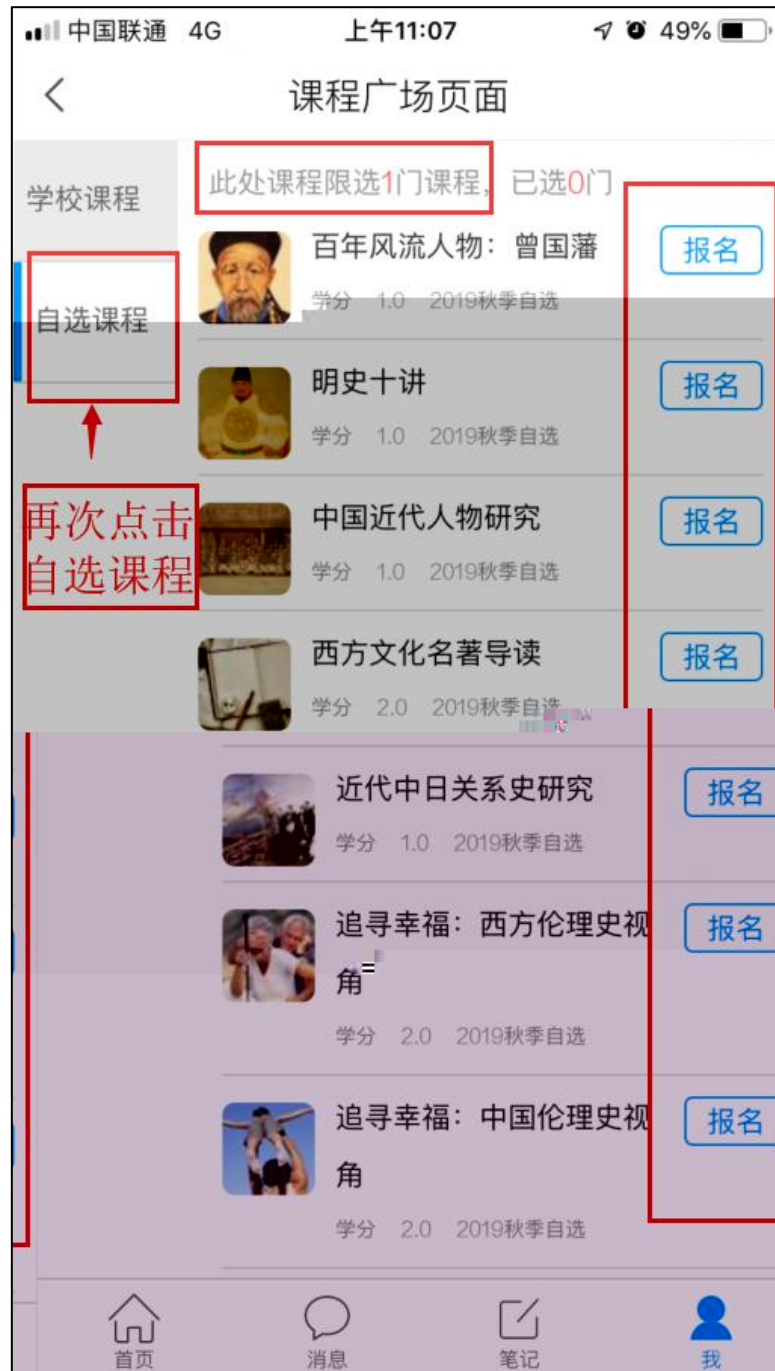 中国联通 4G 上午11:07 49%
课程广场页面
学校课程
自选课程
再次点击
自选课程
此处课程限选1门课程，已选0门
百年风流人物：曾国藩
报名
学分 1.0 2019秋季自选
明史十讲
报名
学分 1.0 2019秋季自选
中国近代人物研究
报名
学分 1.0 2019秋季自选
西方文化名著导读
报名
学分 2.0 2019秋季自选
近代中日关系史研究
报名
学分 1.0 2019秋季自选
追寻幸福：西方伦理史视
角
报名
学分 2.0 2019秋季自选
追寻幸福：中国伦理史视
角
报名
学分 2.0 2019秋季自选
首页 消息 笔记 我